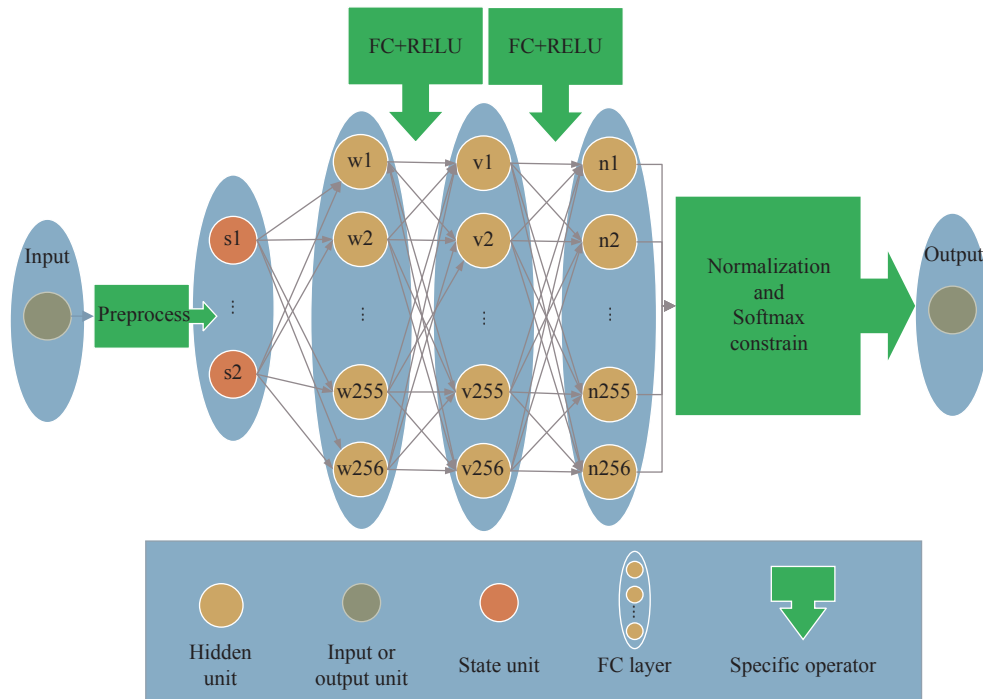 FC+RELU
FC+RELU
Input
Preprocess
s1
⋮
s2
w1
w2
⋮
w255
w256
v1
v2
⋮
v255
v256
n1
n2
⋮
n255
n256
Normalization
and
Softmax
constrain
Output
Hidden
unit
Input or
output unit
State unit
FC layer
Specific operator